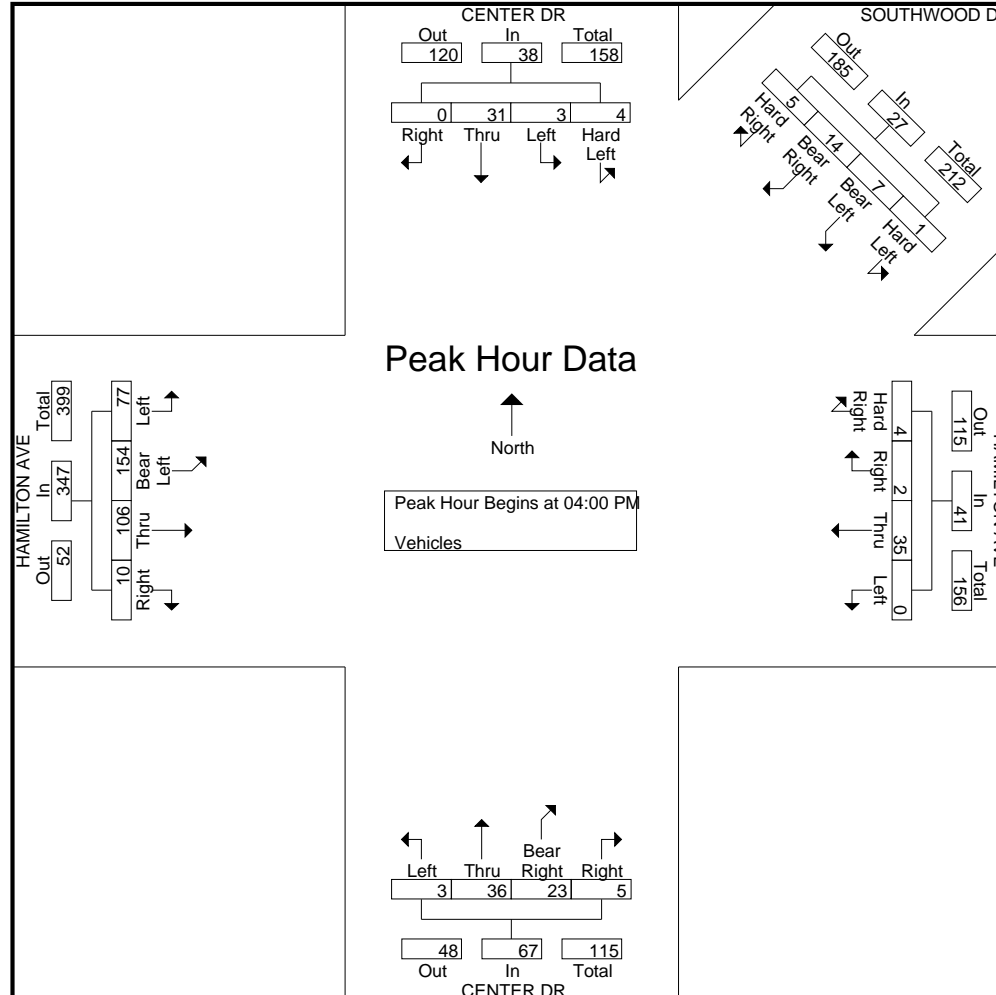 CENTER DR
Out In Total
120 38 158
0 31 3 4
Right Thru Left Hard Left
SOUTHWOOD D
Out In Total
185 27 212
5 14 7 1
Hard Right
Bear Right
Bear Left
Hard Left
Peak Hour Data
North
Peak Hour Begins at 04:00 PM
Vehicles
HAMILTON AVE
Out In Total
52 347 399
77 154 106 10
Left
Bear Left
Thru
Right
HAMILTON AVE
Out In Total
115 41 156
4 2 35 0
Hard Right
Right
Thru
Left
Left Thru Bear Right Right
3 36 23 5
48 67 115
Out In Total
CENTER DR